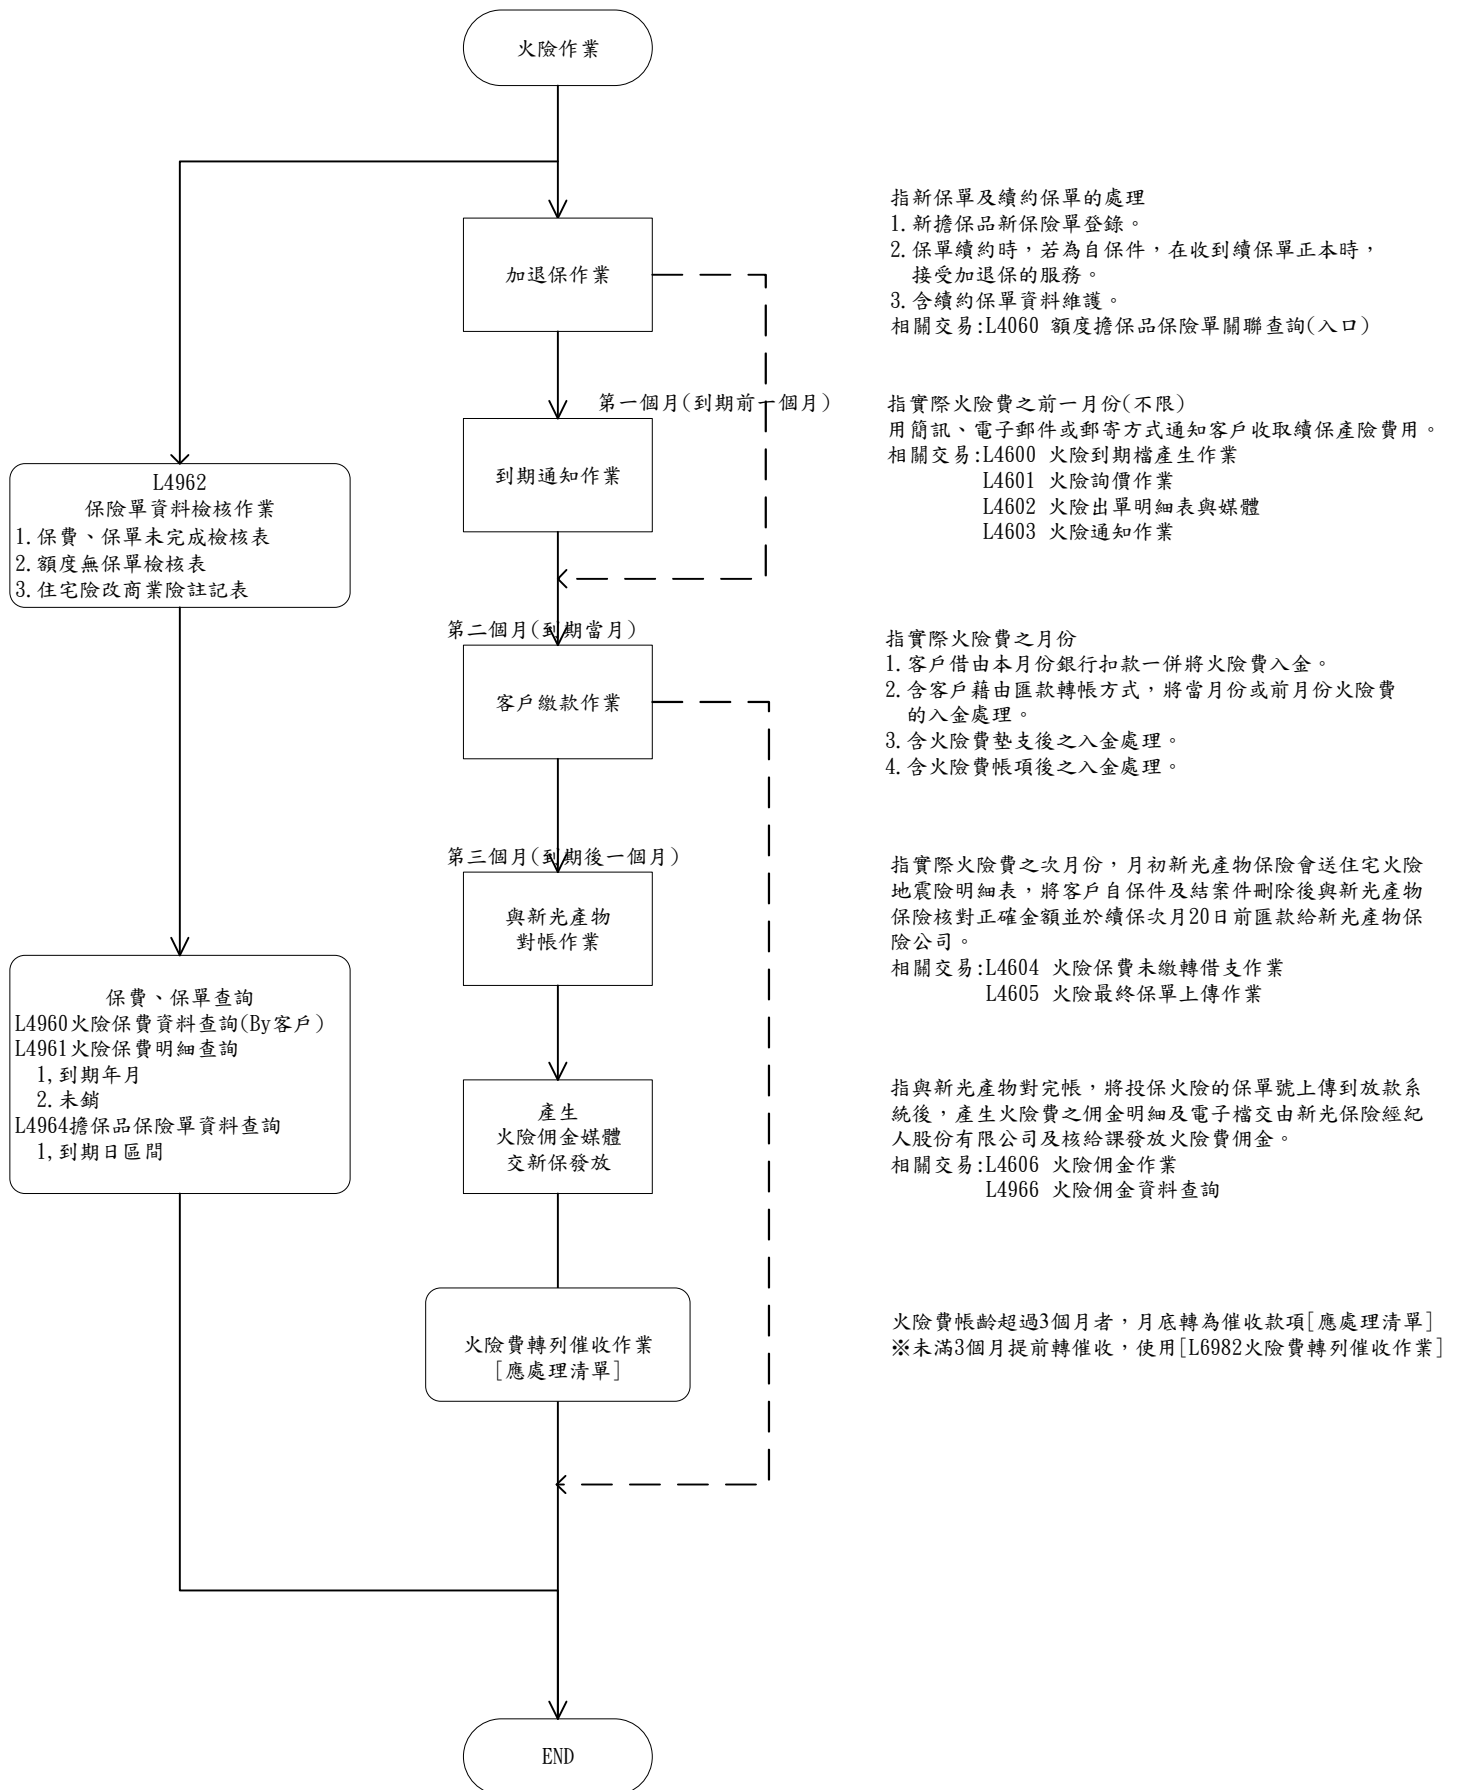 火險作業
指新保單及續約保單的處理
1.新擔保品新保險單登錄。
2.保單續約時，若為自保件，在收到續保單正本時，
接受加退保的服務。
3.含續約保單資料維護。
相關交易:L4060 額度擔保品保險單關聯查詢(入口)
加退保作業
第一個月(到期前一個月)
指實際火險費之前一月份(不限)
用簡訊、電子郵件或郵寄方式通知客戶收取續保產險費用。
相關交易:L4600 火險到期檔產生作業
L4601 火險詢價作業
L4602 火險出單明細表與媒體
L4603 火險通知作業
到期通知作業
L4962
保險單資料檢核作業
1.保費、保單未完成檢核表
2.額度無保單檢核表
3.住宅險改商業險註記表
第二個月(到期當月)
客戶繳款作業
指實際火險費之月份
1.客戶借由本月份銀行扣款一併將火險費入金。
2.含客戶藉由匯款轉帳方式，將當月份或前月份火險費
的入金處理。
3.含火險費墊支後之入金處理。
4.含火險費帳項後之入金處理。
第三個月(到期後一個月)
與新光產物
對帳作業
指實際火險費之次月份，月初新光產物保險會送住宅火險
地震險明細表，將客戶自保件及結案件刪除後與新光產物
保險核對正確金額並於續保次月20日前匯款給新光產物保
險公司。
相關交易:L4604 火險保費未繳轉借支作業
L4605 火險最終保單上傳作業
保費、保單查詢
L4960火險保費資料查詢(By客戶)
L4961火險保費明細查詢
1,到期年月
2.未銷
L4964擔保品保險單資料查詢
1,到期日區間
產生
火險佣金媒體
交新保發放
指與新光產物對完帳，將投保火險的保單號上傳到放款系
統後，產生火險費之佣金明細及電子檔交由新光保險經紀
人股份有限公司及核給課發放火險費佣金。
相關交易:L4606 火險佣金作業
L4966 火險佣金資料查詢
火險費轉列催收作業
[應處理清單]
火險費帳齡超過3個月者，月底轉為催收款項[應處理清單]
※未滿3個月提前轉催收，使用[L6982火險費轉列催收作業]
END